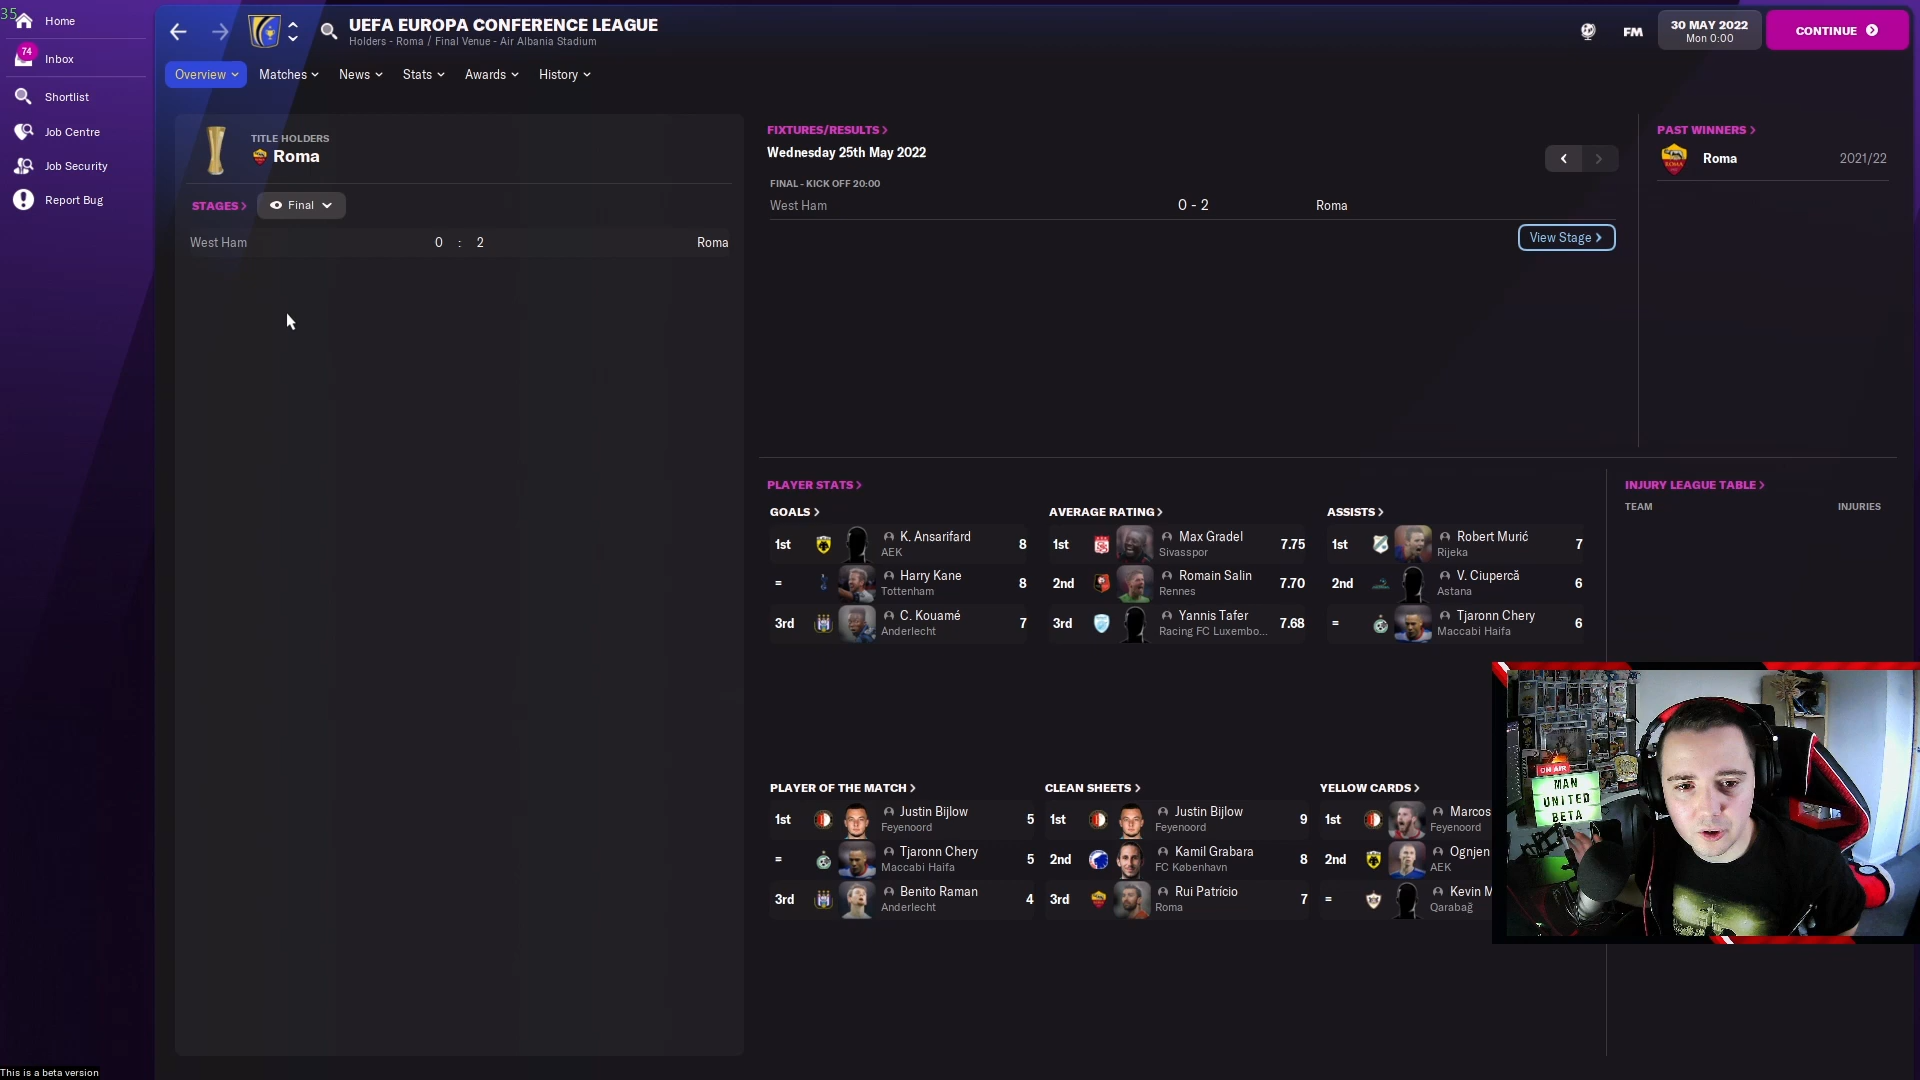 35
Home
74
Inbox
Shortlist
Job Centre
Job Security
Report Bug
UEFA EUROPA CONFERENCE LEAGUE
Holders - Roma / Final Venue - Air Albania Stadium
FM
30 MAY 2022
Mon 0:00
CONTINUE
Overview
Matches
News
Stats
Awards
History
TITLE HOLDERS
Roma
STAGES
Final
West Ham 0 : 2 Roma
FIXTURES/RESULTS
Wednesday 25th May 2022
FINAL - KICK OFF 20:00
West Ham 0 - 2 Roma
View Stage
PAST WINNERS
Roma 2021/22
PLAYER STATS
GOALS
1st K. Ansarifard 8
AEK
= Harry Kane 8
Tottenham
3rd C. Kouamé 7
Anderlecht
AVERAGE RATING
1st Max Gradel 7.75
Sivasspor
2nd Romain Salin 7.70
Rennes
3rd Yannis Tafer 7.68
Racing FC Luxembo...
ASSISTS
1st Robert Murić 7
Rijeka
2nd V. Ciupercă 6
Astana
= Tjaronn Chery 6
Maccabi Haifa
INJURY LEAGUE TABLE
TEAM INJURIES
PLAYER OF THE MATCH
1st Justin Bijlow 5
Feyenoord
= Tjaronn Chery 5
Maccabi Haifa
3rd Benito Raman 4
Anderlecht
CLEAN SHEETS
1st Justin Bijlow 9
Feyenoord
2nd Kamil Grabara 8
FC København
3rd Rui Patrício 7
Roma
YELLOW CARDS
1st Marcos
Feyenoord
2nd Ognjen
AEK
= Kevin M
Qarabağ
ON AIR
MAN
UNITED
BETA
This is a beta version